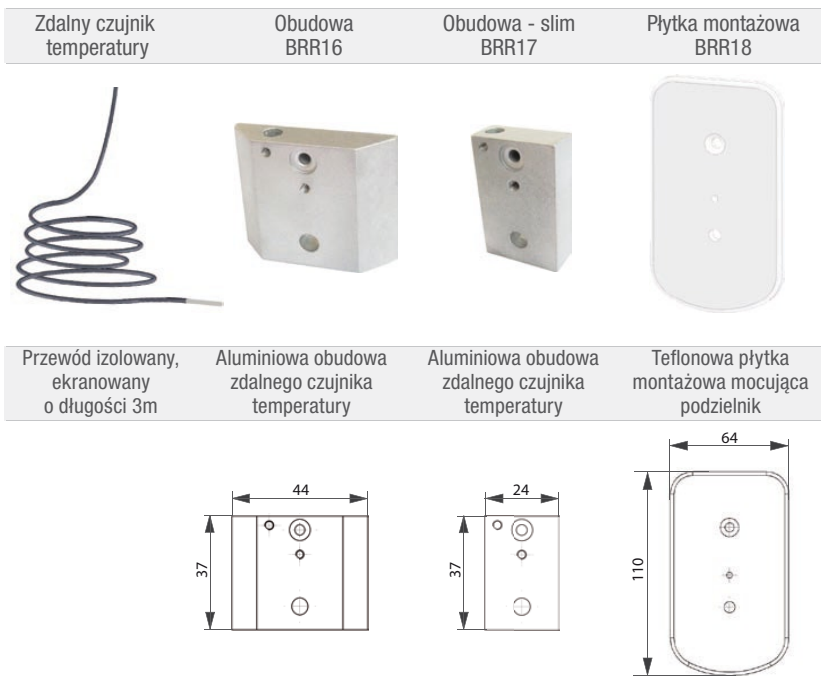 Zdalny czujnik
temperatury
Obudowa
BRR16
Obudowa - slim
BRR17
Płytka montażowa
BRR18
Przewód izolowany,
ekranowany
o długości 3m
Aluminiowa obudowa
zdalnego czujnika
temperatury
Aluminiowa obudowa
zdalnego czujnika
temperatury
Teflonowa płytka
montażowa mocująca
podzielnik
44
37
24
37
64
110